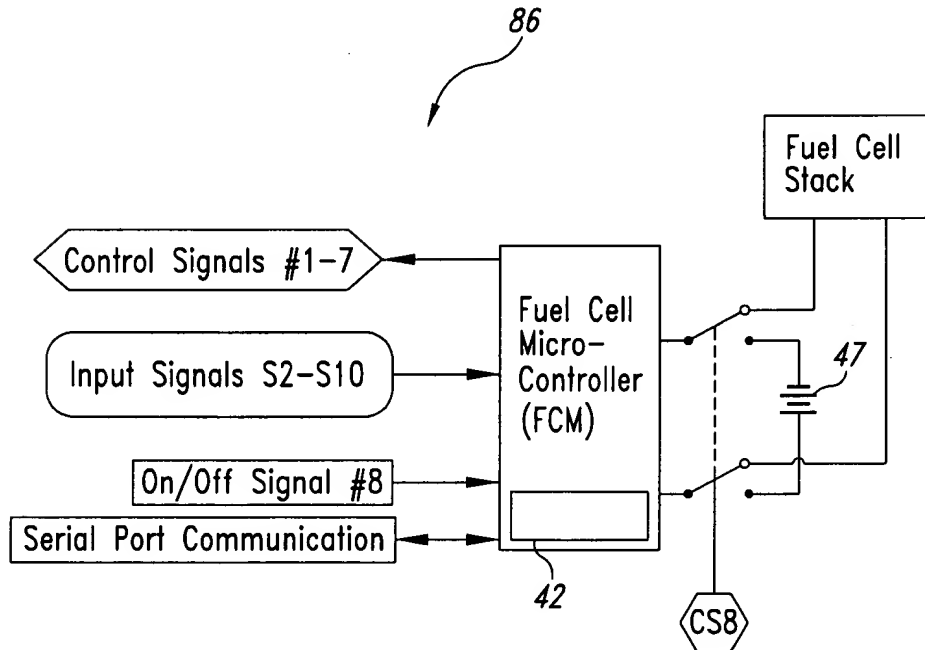 86
Fuel Cell
Stack
Control Signals #1-7
Fuel Cell
Micro-
Controller
(FCM)
Input Signals S2-S10
47
On/Off Signal #8
Serial Port Communication
42
CS8